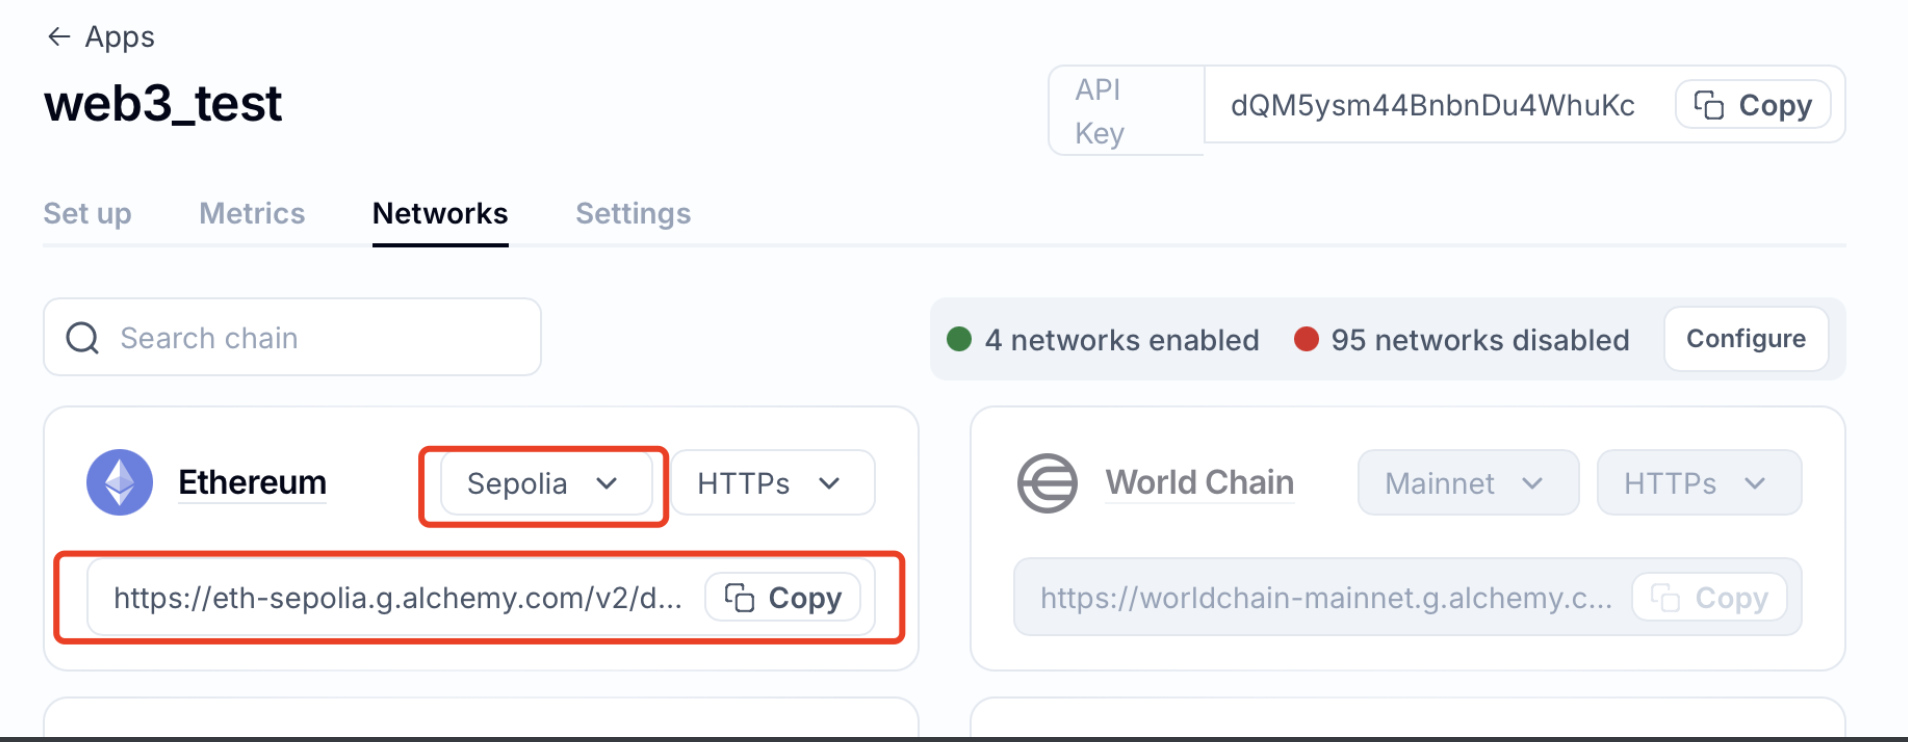 ← Apps
web3_test
API
Key
dQM5ysm44BnbnDu4WhuKc
Copy
Set up
Metrics
Networks
Settings
Search chain
4 networks enabled
95 networks disabled
Configure
Ethereum
Sepolia
HTTPs
https://eth-sepolia.g.alchemy.com/v2/d...
Copy
World Chain
Mainnet
HTTPs
https://worldchain-mainnet.g.alchemy.c...
Copy